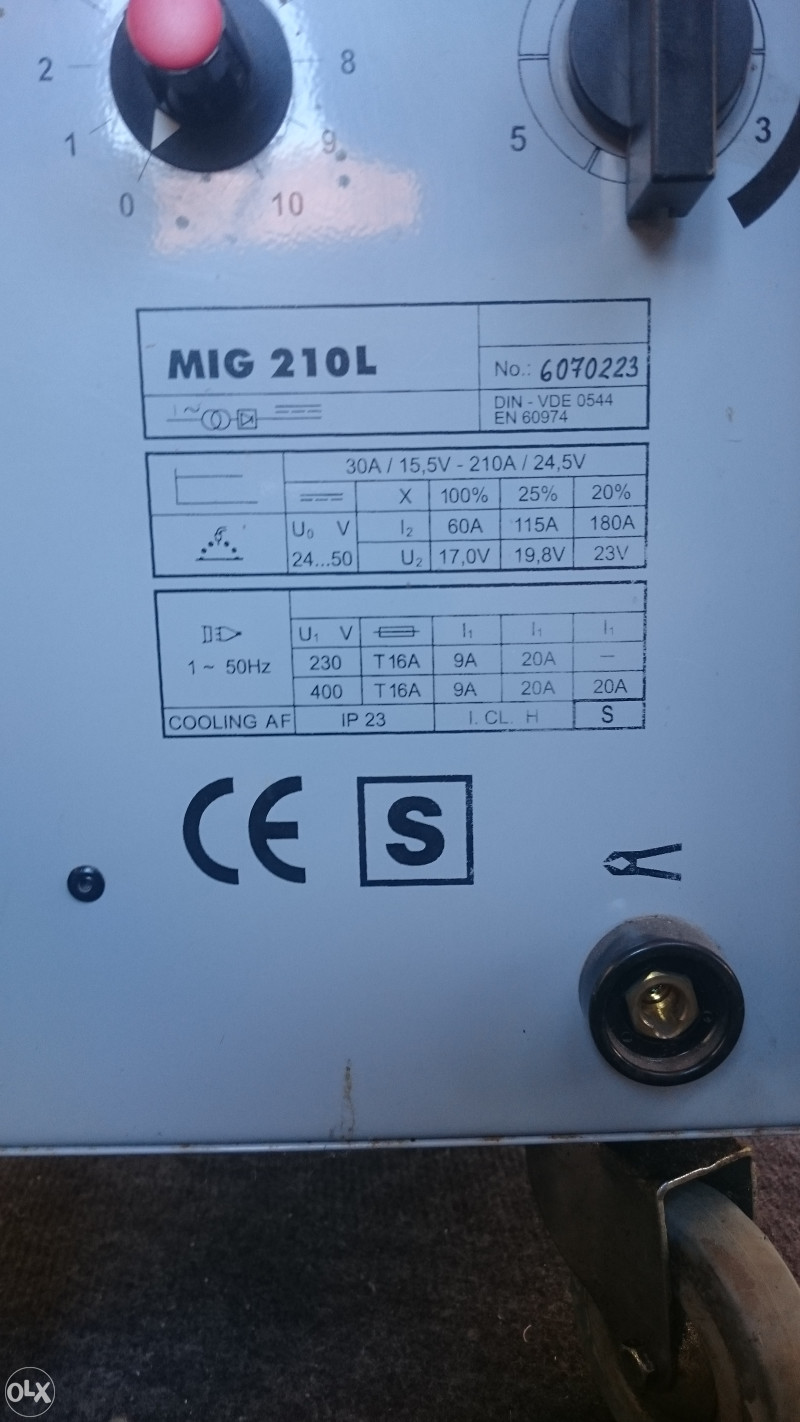 2
8
1
9
0
10
5
3
MIG 210L
No.: 6070223
DIN - VDE 0544
EN 60974
1 ~
30A / 15,5V - 210A / 24,5V
X 100% 25% 20%
U₀ V I₂ 60A 115A 180A
24...50 U₂ 17,0V 19,8V 23V
U₁ V I₁ I₁ I₁
1 ~ 50Hz 230 T16A 9A 20A —
400 T16A 9A 20A 20A
COOLING AF IP 23 I. CL. H S
CE S
OLX